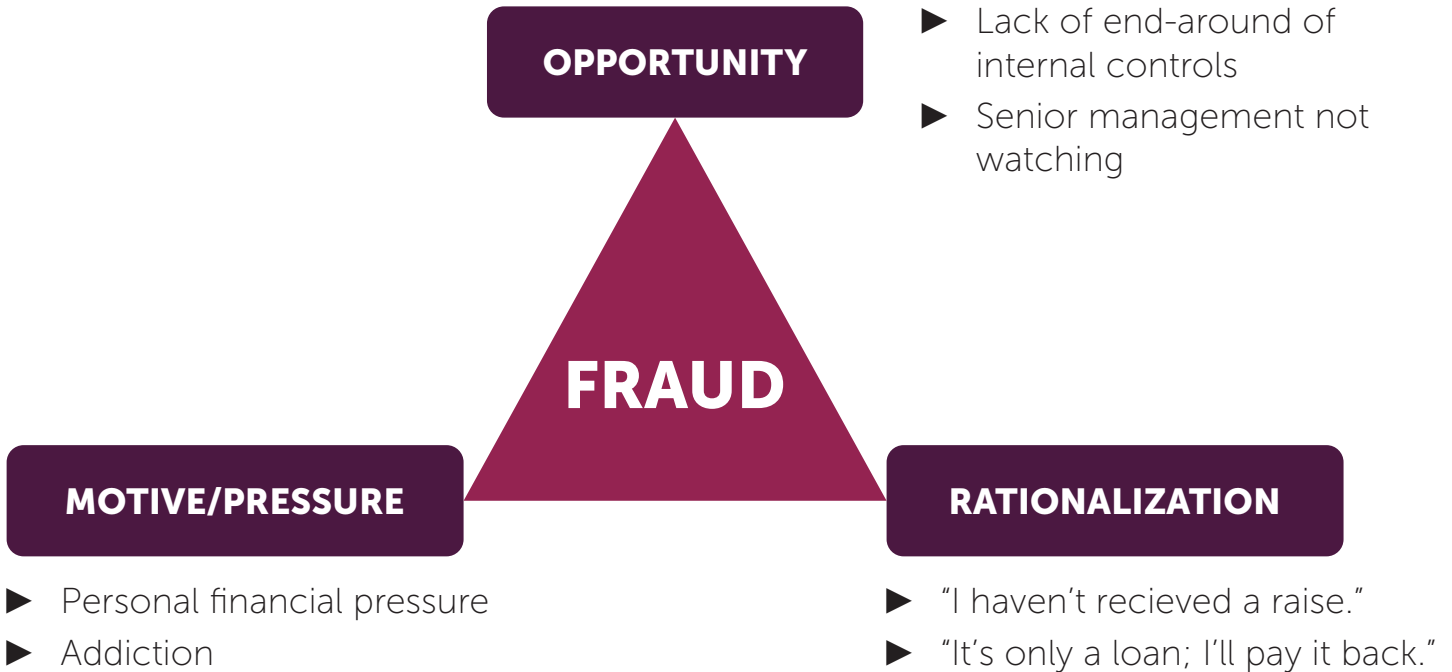 OPPORTUNITY
► Lack of end-around of
internal controls
► Senior management not
watching
FRAUD
MOTIVE/PRESSURE
► Personal financial pressure
► Addiction
RATIONALIZATION
► "I haven't recieved a raise."
► "It's only a loan; I'll pay it back."